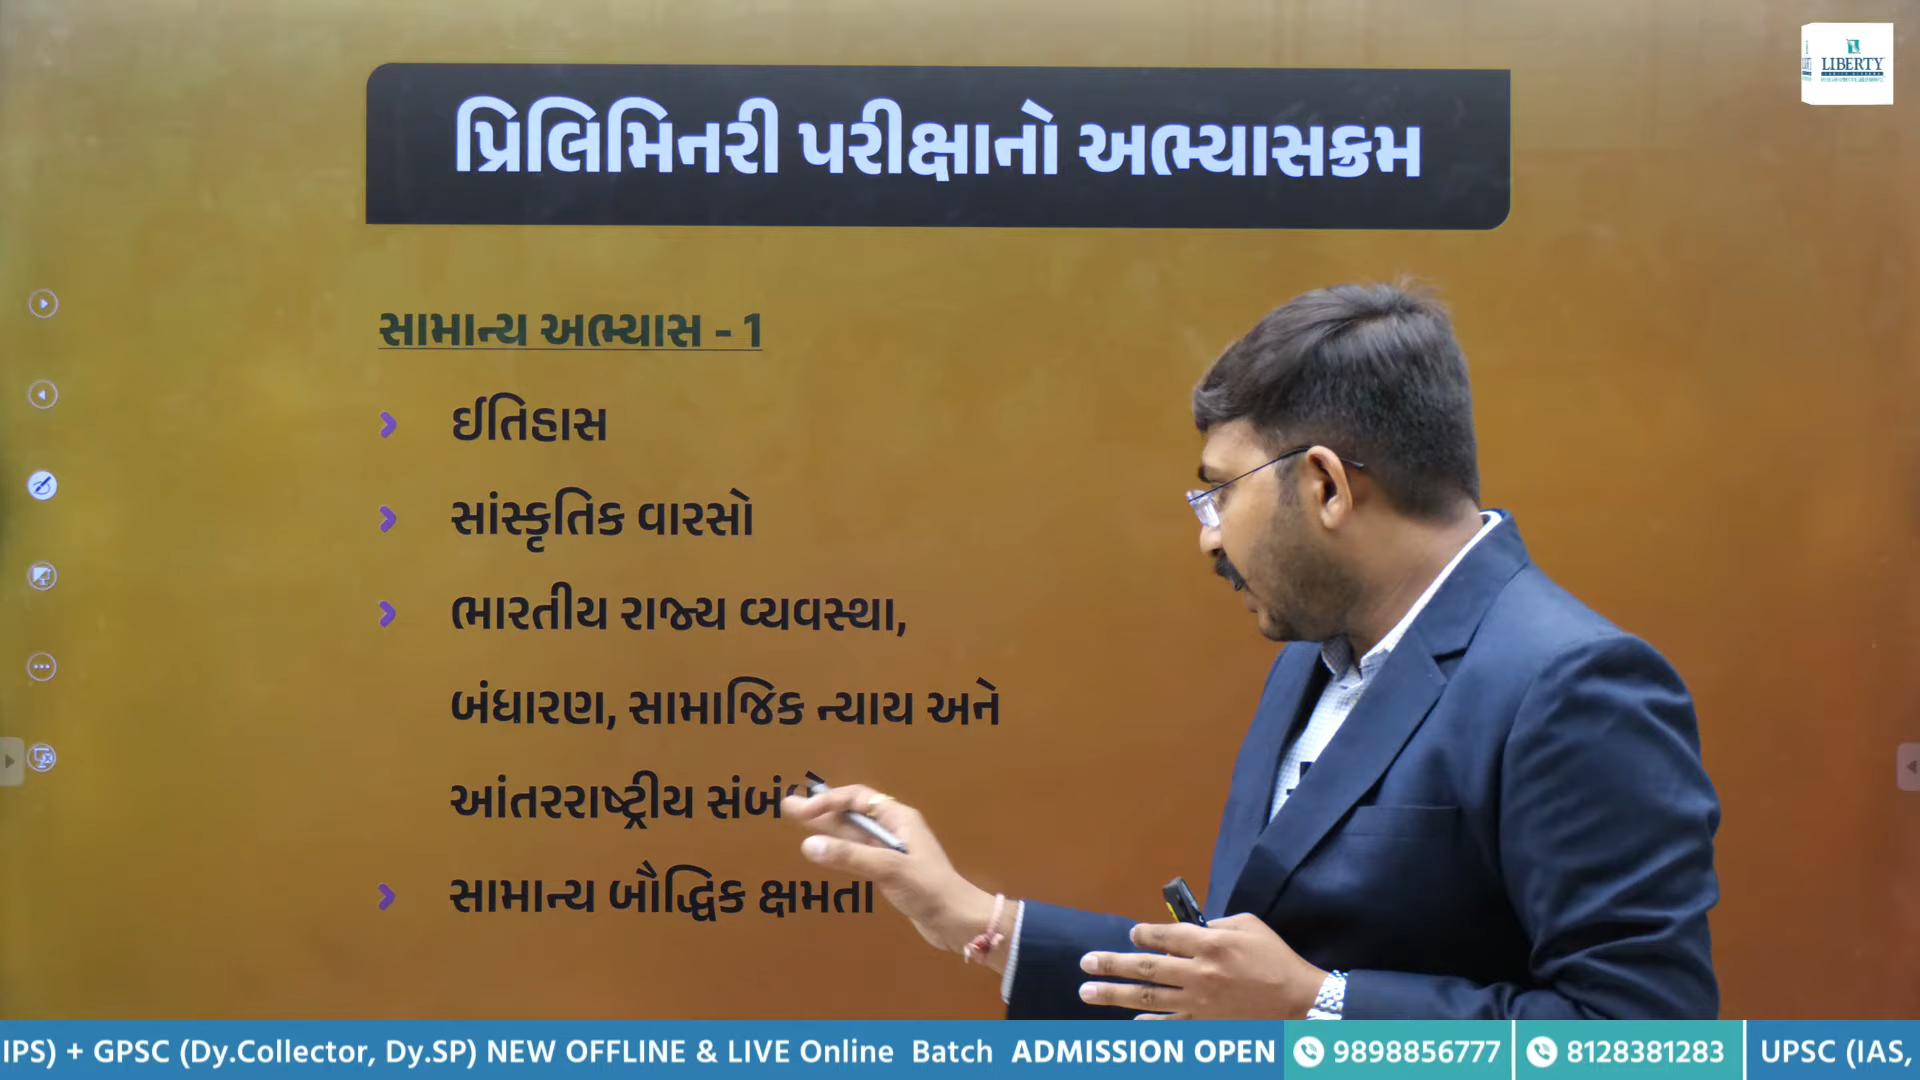 LIBERTY
પ્રિલિમિનરી પરીક્ષાનો અભ્યાસક્રમ
સામાન્ય અભ્યાસ - 1
ઈતિહાસ
સાંસ્કૃતિક વારસો
ભારતીય રાજ્ય વ્યવસ્થા,
બંધારણ, સામાજિક ન્યાય અને
આંતરરાષ્ટ્રીય
સામાન્ય બૌદ્ધિક ક્ષમતા
IPS) + GPSC (Dy.Collector, Dy.SP) NEW OFFLINE & LIVE Online Batch ADMISSION OPEN 9898856777 8128381283 UPSC (IAS,